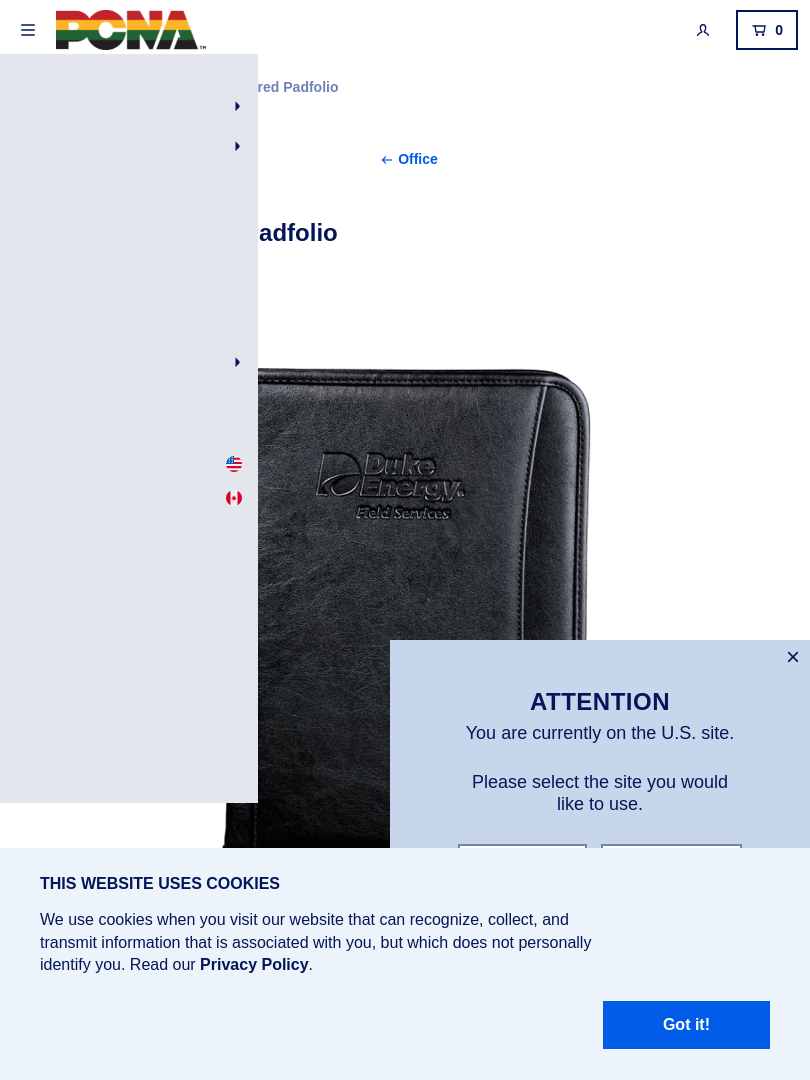 PCNA™
0
red Padfolio
← Office
adfolio
Duke
Energy®
Field Services
ATTENTION
You are currently on the U.S. site.
Please select the site you would
like to use.
THIS WEBSITE USES COOKIES
We use cookies when you visit our website that can recognize, collect, and
transmit information that is associated with you, but which does not personally
identify you. Read our Privacy Policy.
Got it!